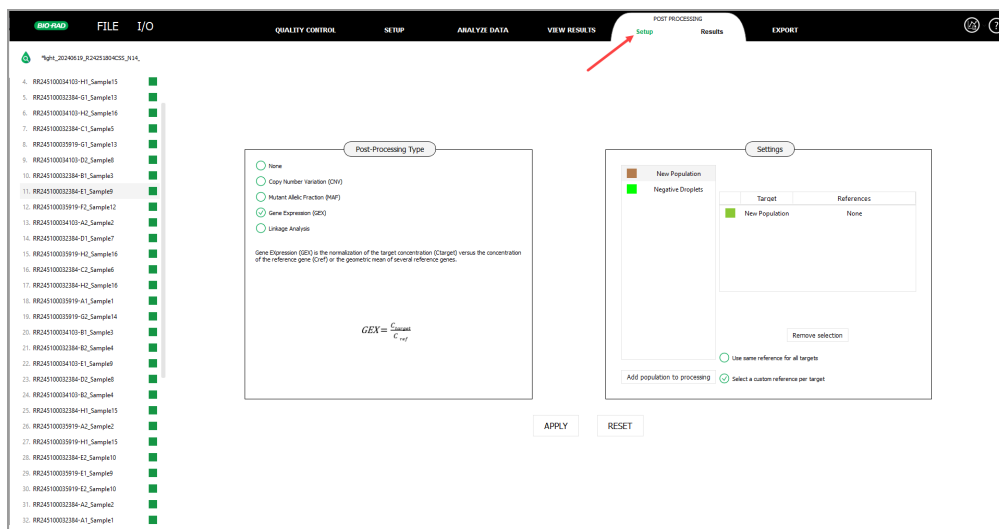 BIO-RAD FILE I/O
QUALITY CONTROL SETUP ANALYZE DATA VIEW RESULTS POST PROCESSING Setup Results EXPORT ?
*light_20240619_R24251804CSS_N14_
4. RR245100034103-H1_Sample15
5. RR245100032384-G1_Sample13
6. RR245100034103-H2_Sample16
7. RR245100032384-C1_Sample5
8. RR245100035919-G1_Sample13
9. RR245100034103-D2_Sample8
10. RR245100032384-B1_Sample3
11. RR245100032384-E1_Sample9
12. RR245100035919-F2_Sample12
13. RR245100034103-A2_Sample2
14. RR245100032384-D1_Sample7
15. RR245100035919-H2_Sample16
16. RR245100032384-C2_Sample6
17. RR245100032384-H2_Sample16
18. RR245100035919-A1_Sample1
19. RR245100035919-G2_Sample14
20. RR245100034103-B1_Sample3
21. RR245100032384-B2_Sample4
22. RR245100034103-E1_Sample9
23. RR245100032384-D2_Sample8
24. RR245100034103-B2_Sample4
25. RR245100032384-H1_Sample15
26. RR245100035919-A2_Sample2
27. RR245100035919-H1_Sample15
28. RR245100032384-E2_Sample10
29. RR245100035919-E1_Sample9
30. RR245100035919-E2_Sample10
31. RR245100032384-A2_Sample2
32. RR245100032384-A1_Sample1
Post-Processing Type
None
Copy Number Variation (CNV)
Mutant Allelic Fraction (MAF)
Gene Expression (GEX)
Linkage Analysis
Gene EXpression (GEX) is the normalization of the target concentration (Ctarget) versus the concentration
of the reference gene (Cref) or the geometric mean of several reference genes.
GEX = C target / C ref
Settings
New Population
Negative Droplets
Target References
New Population None
Remove selection
Use same reference for all targets
Add population to processing
Select a custom reference per target
APPLY RESET